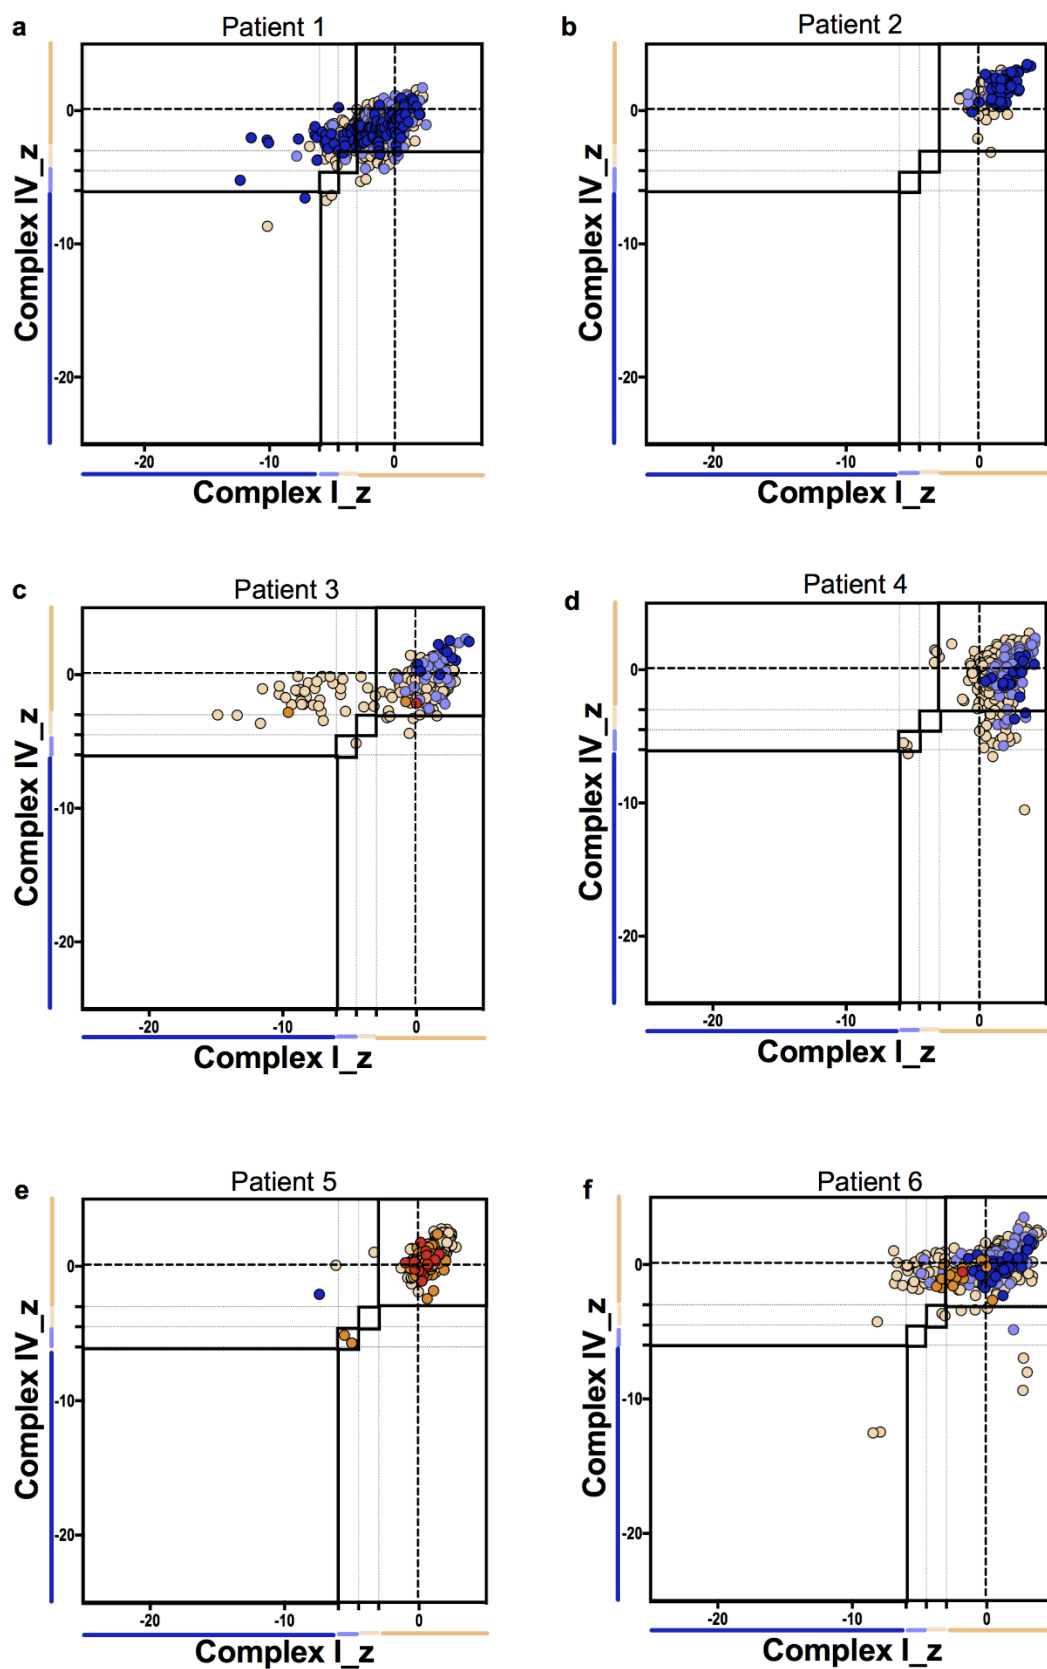 a
Patient 1
Complex IV_z
0
-10
-20
-20
-10
0
Complex I_z
b
Patient 2
Complex IV_z
0
-10
-20
-20
-10
0
Complex I_z
c
Patient 3
Complex IV_z
0
-10
-20
-20
-10
0
Complex I_z
d
Patient 4
Complex IV_z
0
-10
-20
-20
-10
0
Complex I_z
e
Patient 5
Complex IV_z
0
-10
-20
-20
-10
0
Complex I_z
f
Patient 6
Complex IV_z
0
-10
-20
-20
-10
0
Complex I_z